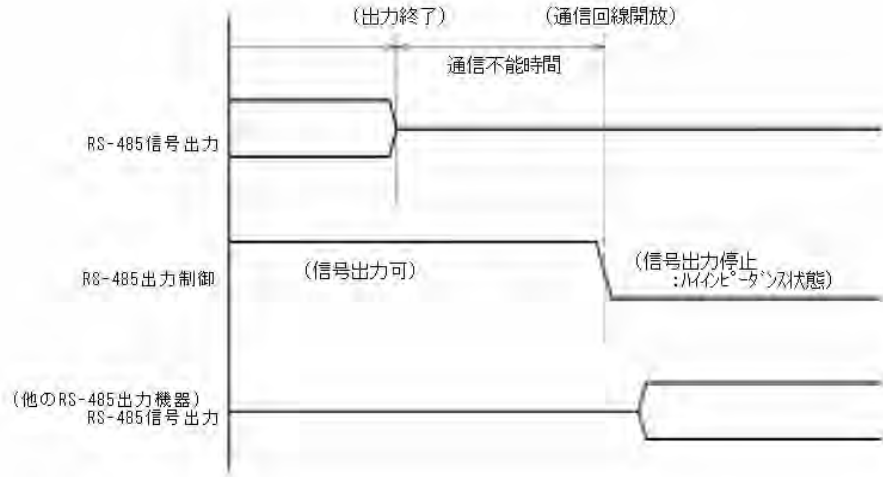 (出力終了)
(通信回線開放)
通信不能時間
RS-485信号出力
(信号出力可)
(信号出力停止
:ハイインピーダンス状態)
RS-485出力制御
(他のRS-485出力機器)
RS-485信号出力